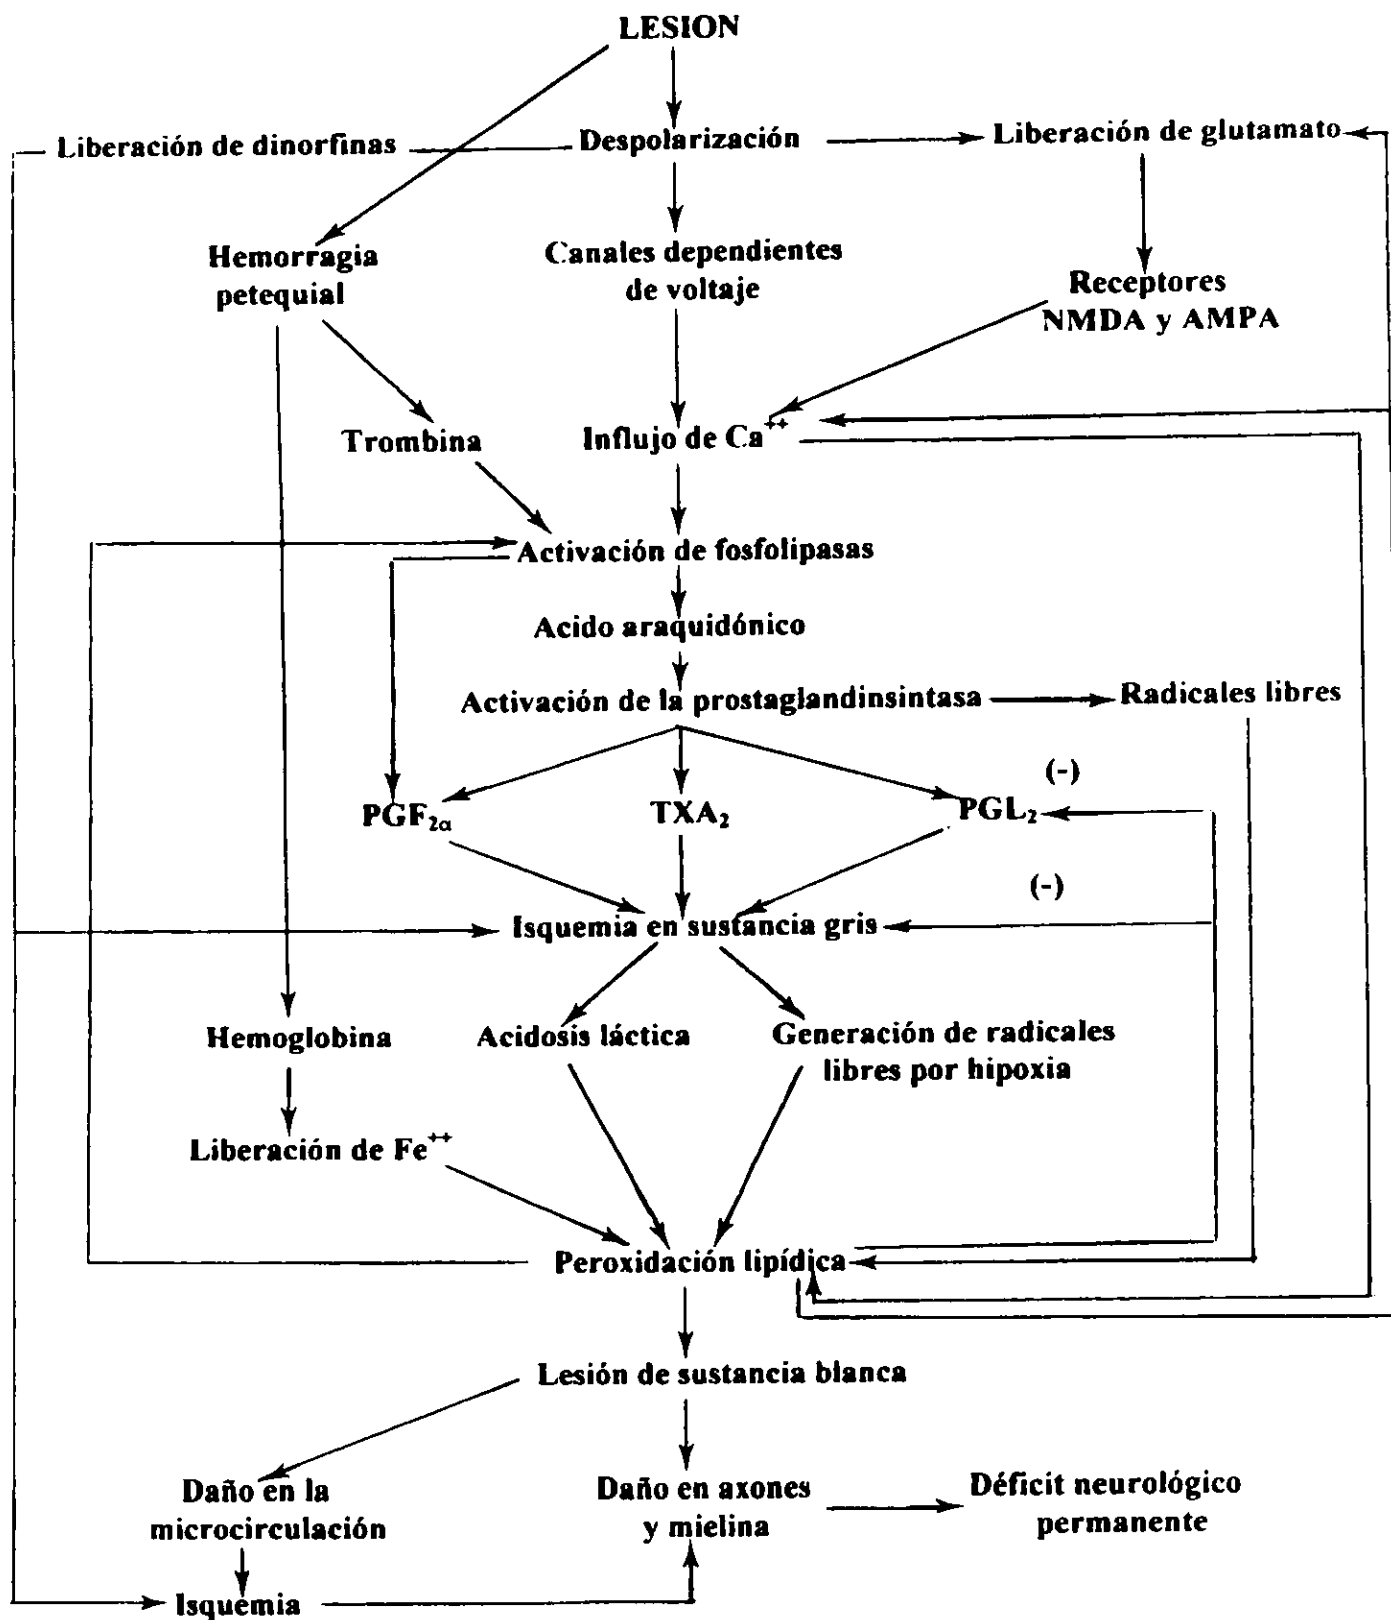 LESION
Liberación de dinorfinas
Despolarización
Liberación de glutamato
Hemorragia
petequial
Canales dependientes
de voltaje
Receptores
NMDA y AMPA
Trombina
Influjo de Ca++
Activación de fosfolipasas
Acido araquidónico
Activación de la prostaglandinsintasa
Radicales libres
(-)
PGF2α
TXA2
PGL2
(-)
Isquemia en sustancia gris
Hemoglobina
Acidosis láctica
Generación de radicales
libres por hipoxia
Liberación de Fe++
Peroxidación lipídica
Lesión de sustancia blanca
Daño en la
microcirculación
Daño en axones
y mielina
Déficit neurológico
permanente
Isquemia